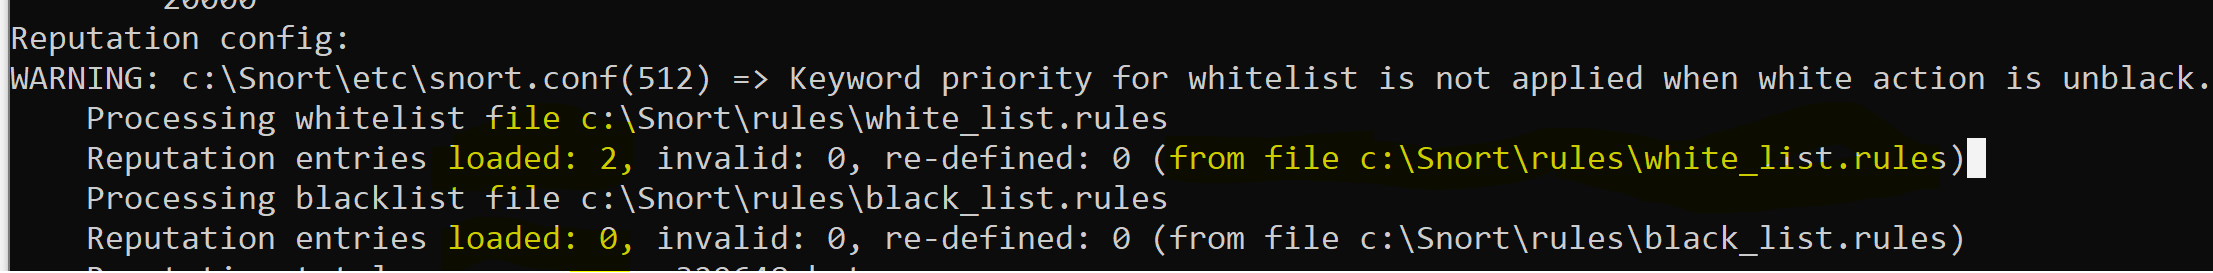 20000
Reputation config:
WARNING: c:\Snort\etc\snort.conf(512) => Keyword priority for whitelist is not applied when white action is unblack.
Processing whitelist file c:\Snort\rules\white_list.rules
Reputation entries loaded: 2, invalid: 0, re-defined: 0 (from file c:\Snort\rules\white_list.rules)
Processing blacklist file c:\Snort\rules\black_list.rules
Reputation entries loaded: 0, invalid: 0, re-defined: 0 (from file c:\Snort\rules\black_list.rules)